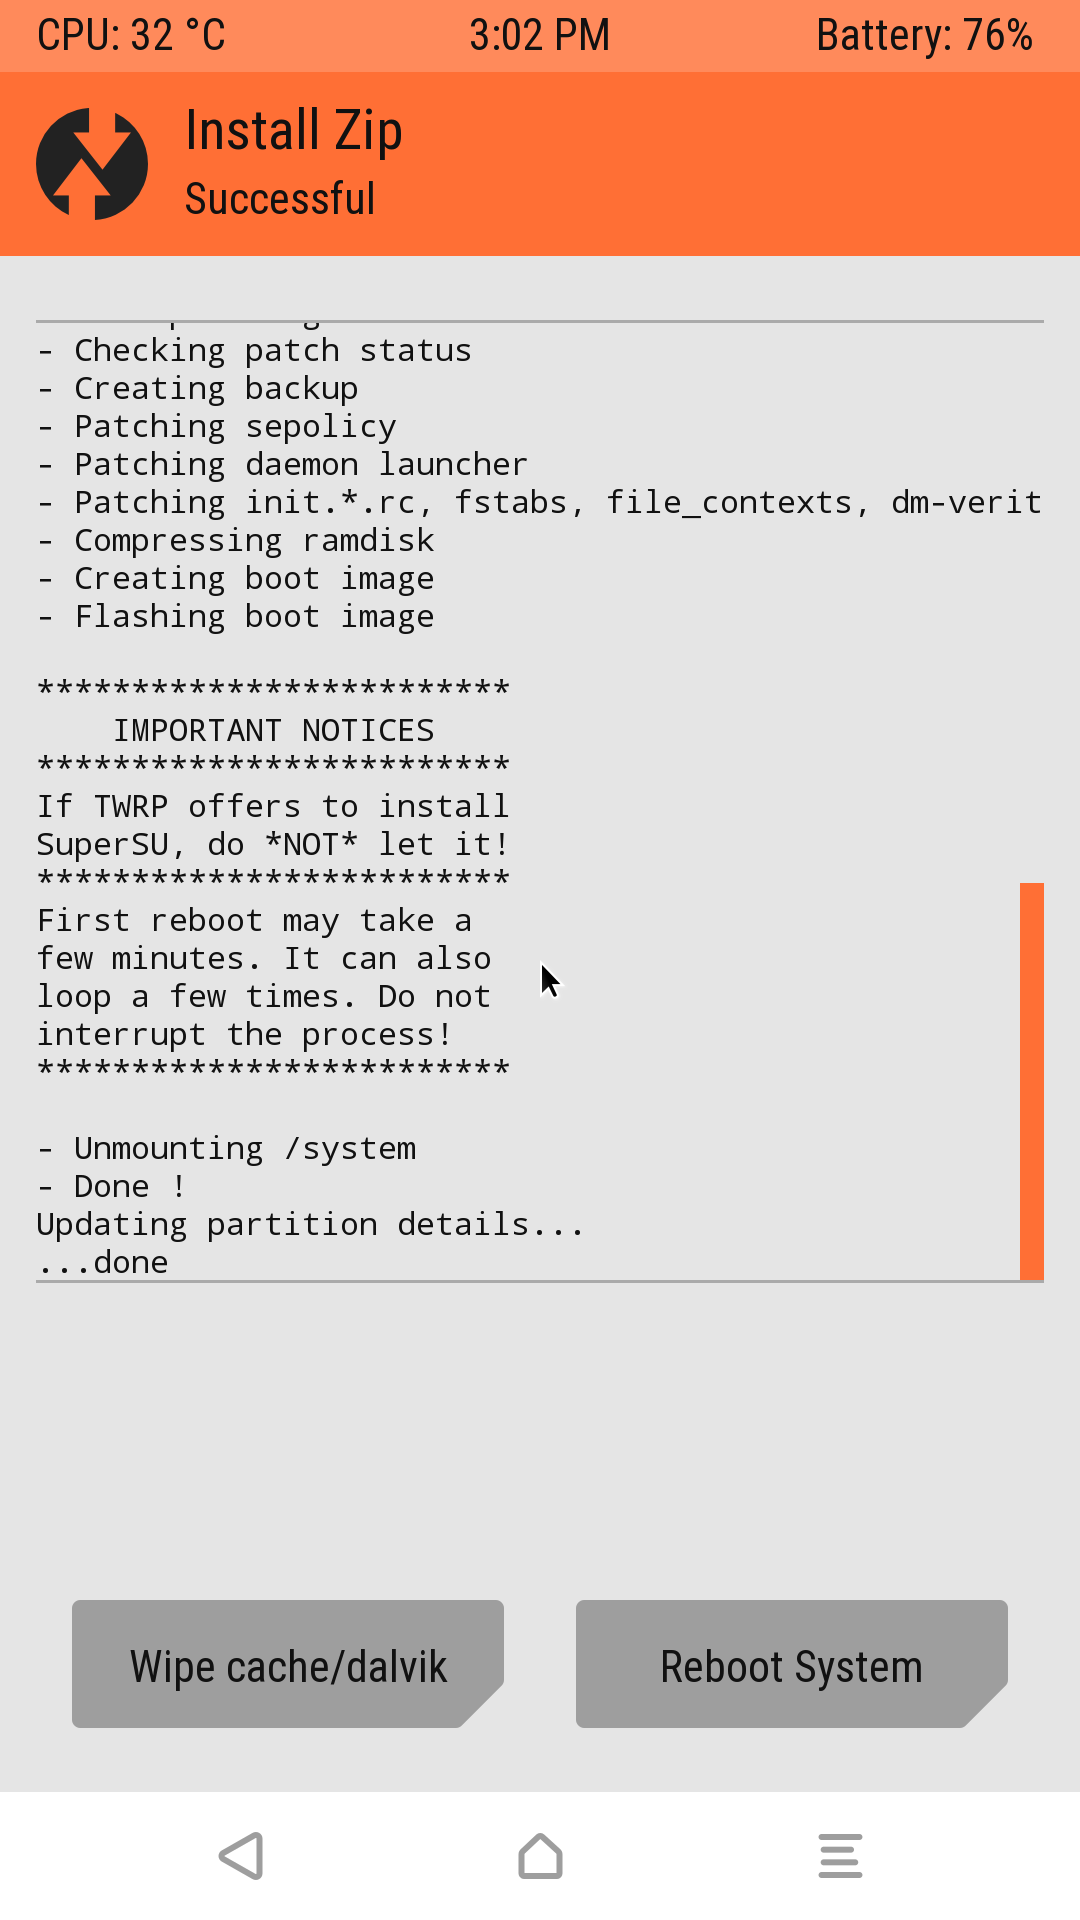 CPU: 32 °C 3:02 PM Battery: 76%
Install Zip
Successful
- Checking patch status
- Creating backup
- Patching sepolicy
- Patching daemon launcher
- Patching init.*.rc, fstabs, file_contexts, dm-verit
- Compressing ramdisk
- Creating boot image
- Flashing boot image
*************************
IMPORTANT NOTICES
*************************
If TWRP offers to install
SuperSU, do *NOT* let it!
*************************
First reboot may take a
few minutes. It can also
loop a few times. Do not
interrupt the process!
*************************
- Unmounting /system
- Done !
Updating partition details...
...done
Wipe cache/dalvik
Reboot System